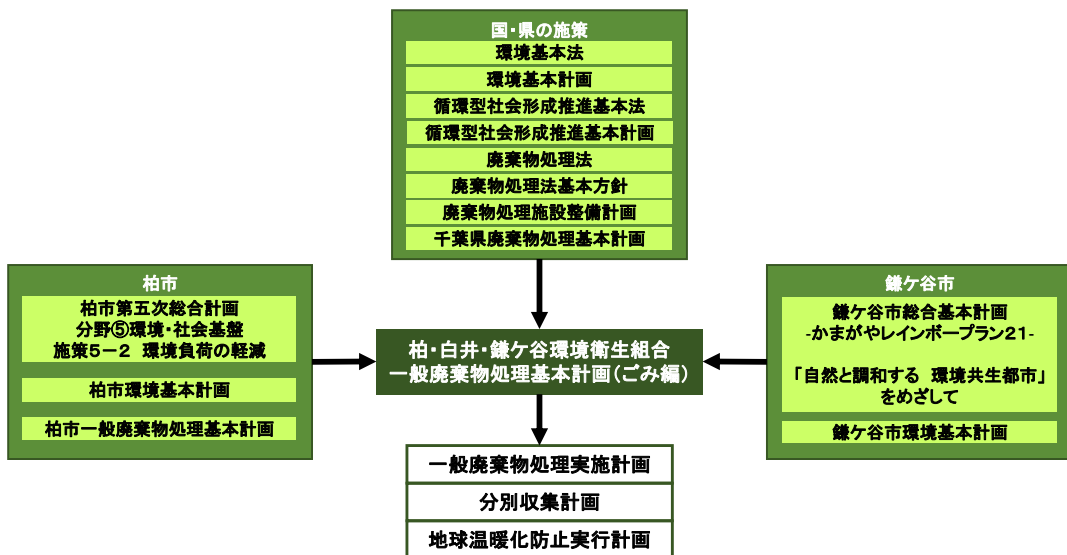 国・県の施策
環境基本法
環境基本計画
循環型社会形成推進基本法
循環型社会形成推進基本計画
廃棄物処理法
廃棄物処理法基本方針
廃棄物処理施設整備計画
千葉県廃棄物処理基本計画
柏市
柏市第五次総合計画
分野⑤環境・社会基盤
施策５－２ 環境負荷の軽減
柏市環境基本計画
柏市一般廃棄物処理基本計画
柏・白井・鎌ケ谷環境衛生組合
一般廃棄物処理基本計画（ごみ編）
鎌ケ谷市
鎌ケ谷市総合基本計画
-かまがやレインボープラン２１-
「自然と調和する 環境共生都市」
をめざして
鎌ケ谷市環境基本計画
一般廃棄物処理実施計画
分別収集計画
地球温暖化防止実行計画